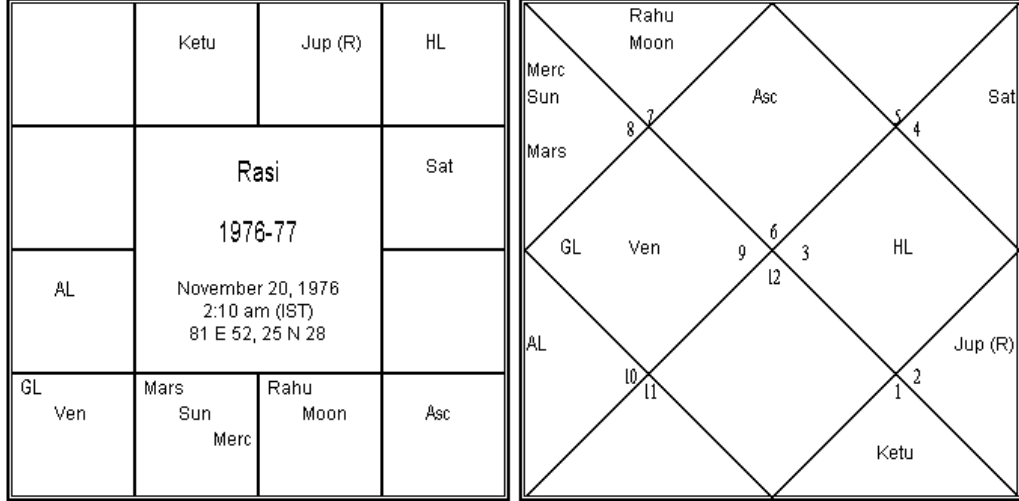 Ketu
Jup (R)
HL
Rasi
1976-77
November 20, 1976
2:10 am (IST)
81 E 52, 25 N 28
Sat
AL
GL
Ven
Mars
Sun
Merc
Rahu
Moon
Asc
Rahu
Moon
Merc
Sun
Mars
Asc
Sat
7
8
5
4
GL
Ven
6
9
3
12
HL
AL
Jup (R)
10
11
2
1
Ketu